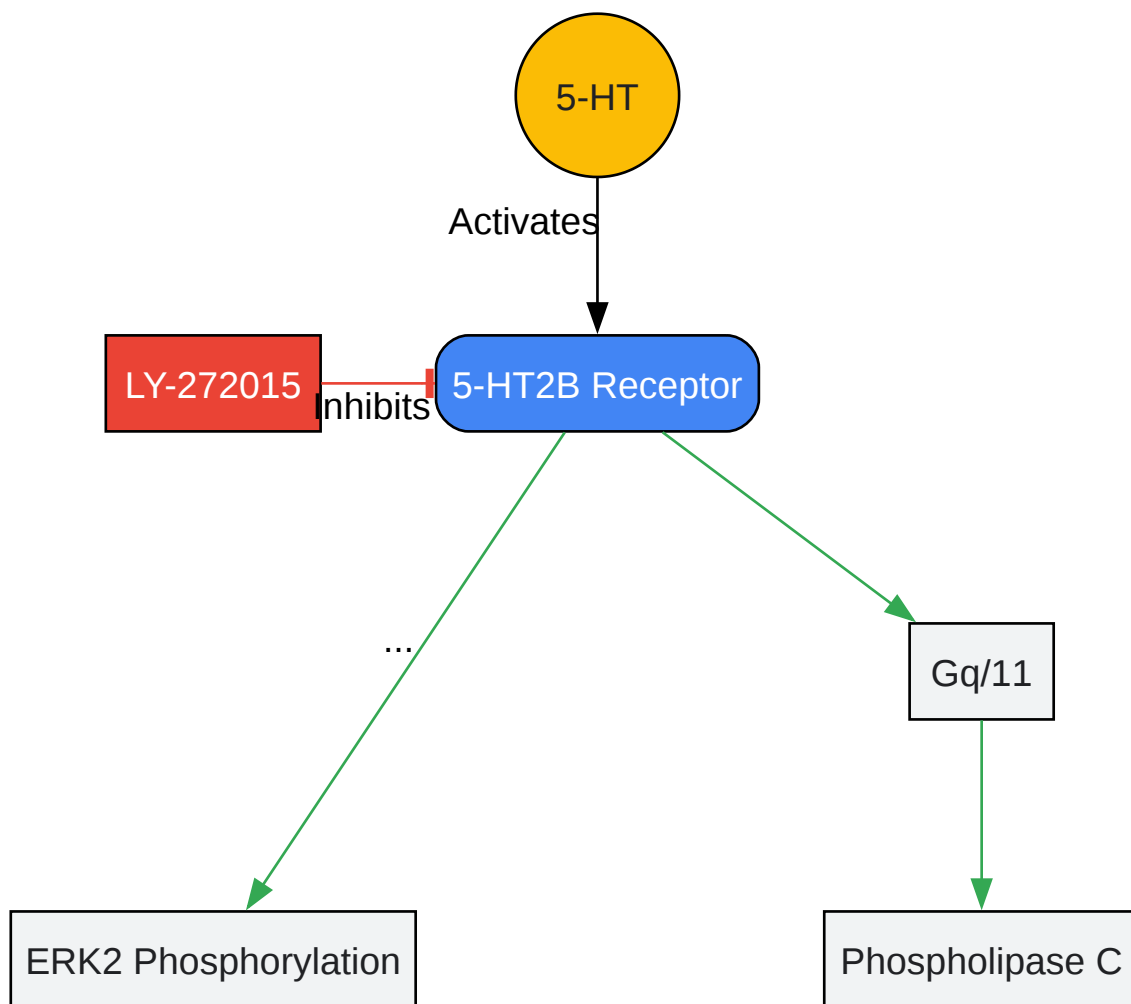 5-HT
Activates
LY-272015
Inhibits
5-HT2B Receptor
...
Gq/11
ERK2 Phosphorylation
Phospholipase C